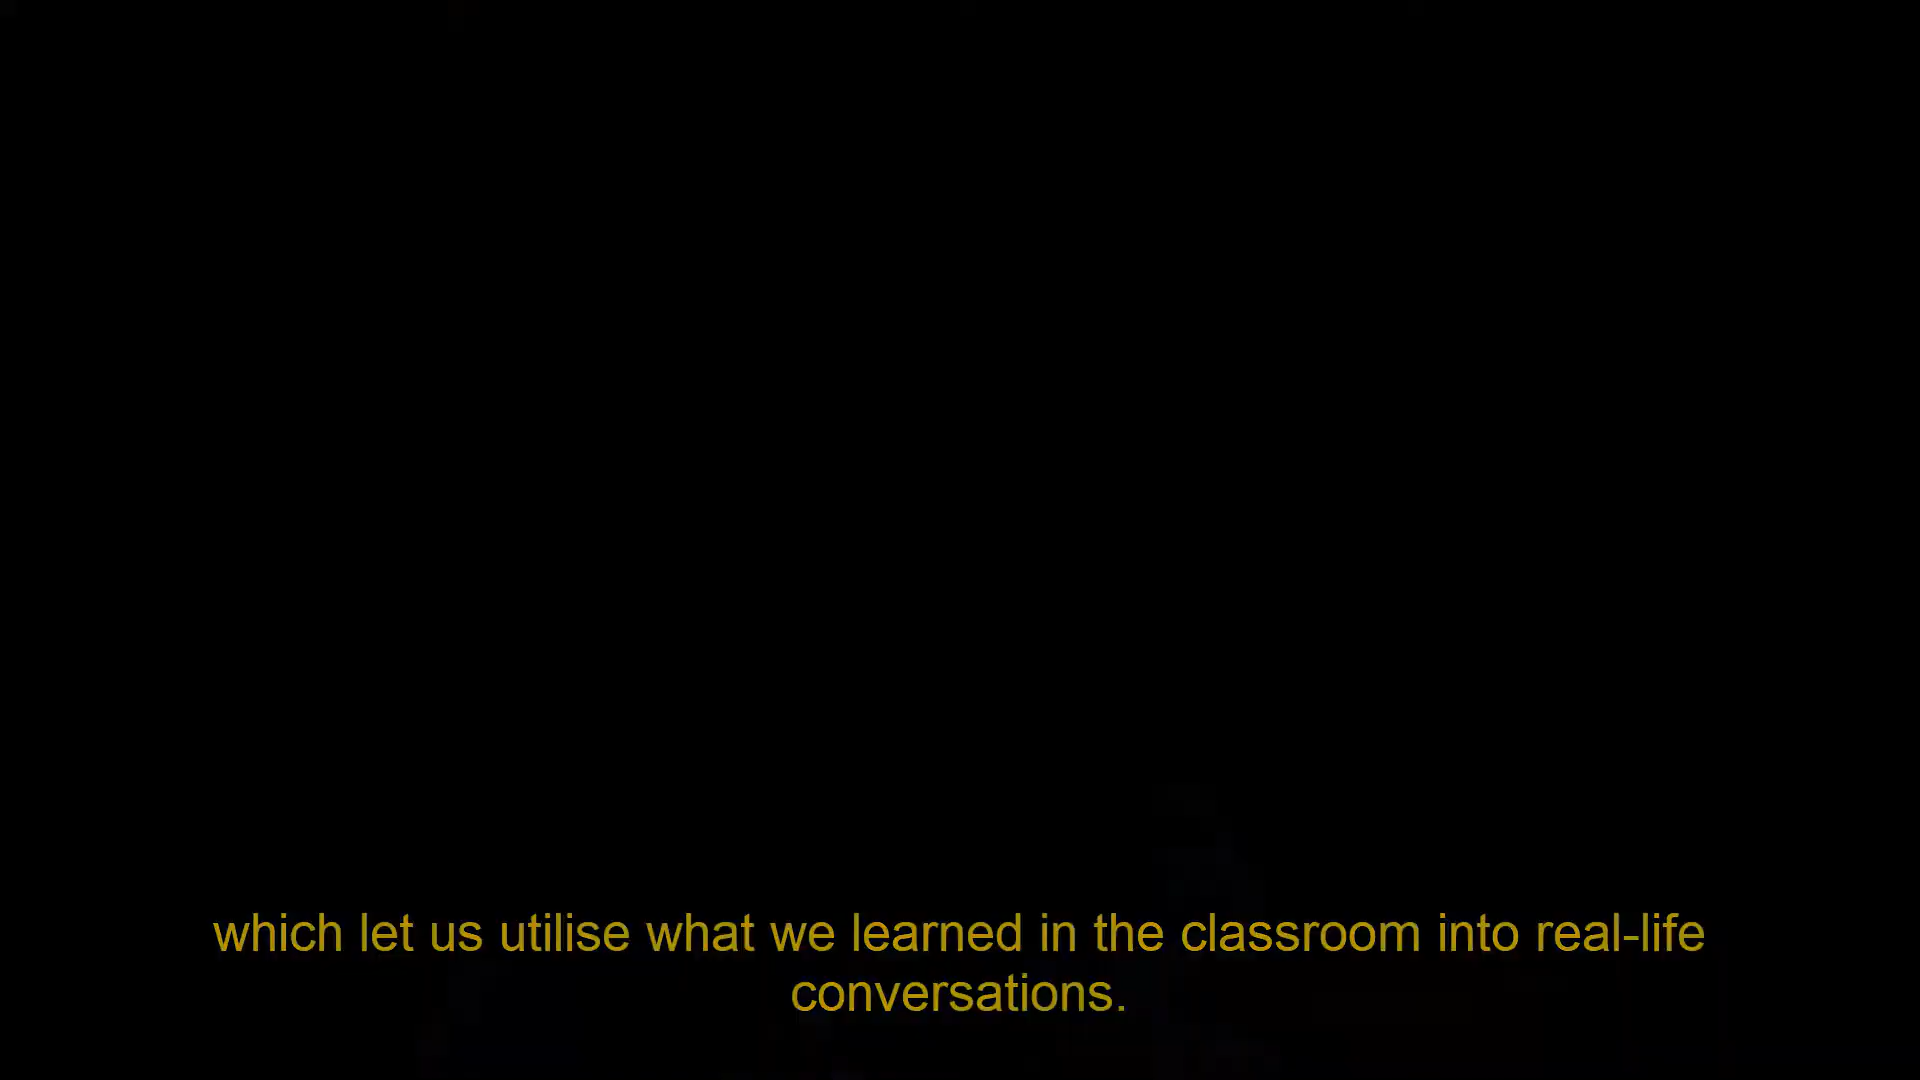 which let us utilise what we learned in the classroom into real-life
conversations.